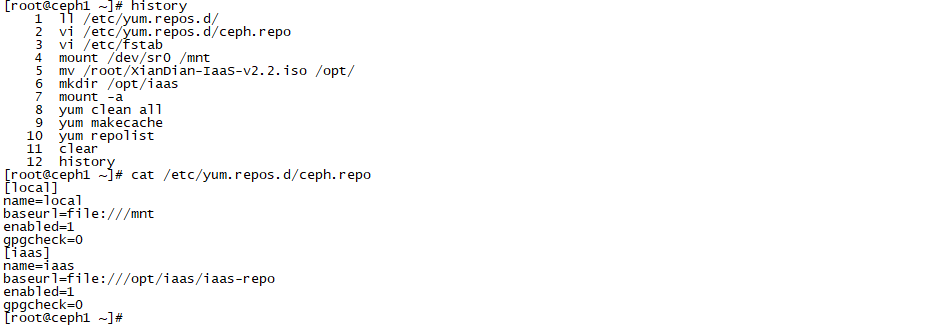 [root@ceph1 ~]# history
1 ll /etc/yum.repos.d/
2 vi /etc/yum.repos.d/ceph.repo
3 vi /etc/fstab
4 mount /dev/sr0 /mnt
5 mv /root/XianDian-IaaS-v2.2.iso /opt/
6 mkdir /opt/iaas
7 mount -a
8 yum clean all
9 yum makecache
10 yum repolist
11 clear
12 history
[root@ceph1 ~]# cat /etc/yum.repos.d/ceph.repo
[local]
name=local
baseurl=file:///mnt
enabled=1
gpgcheck=0
[iaas]
name=iaas
baseurl=file:///opt/iaas/iaas-repo
enabled=1
gpgcheck=0
[root@ceph1 ~]#